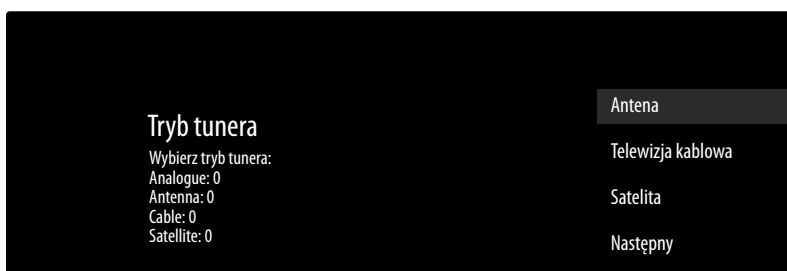 Tryb tunera
Wybierz tryb tunera:
Analogue: 0
Antenna: 0
Cable: 0
Satellite: 0
Antena
Telewizja kablowa
Satelita
Następny